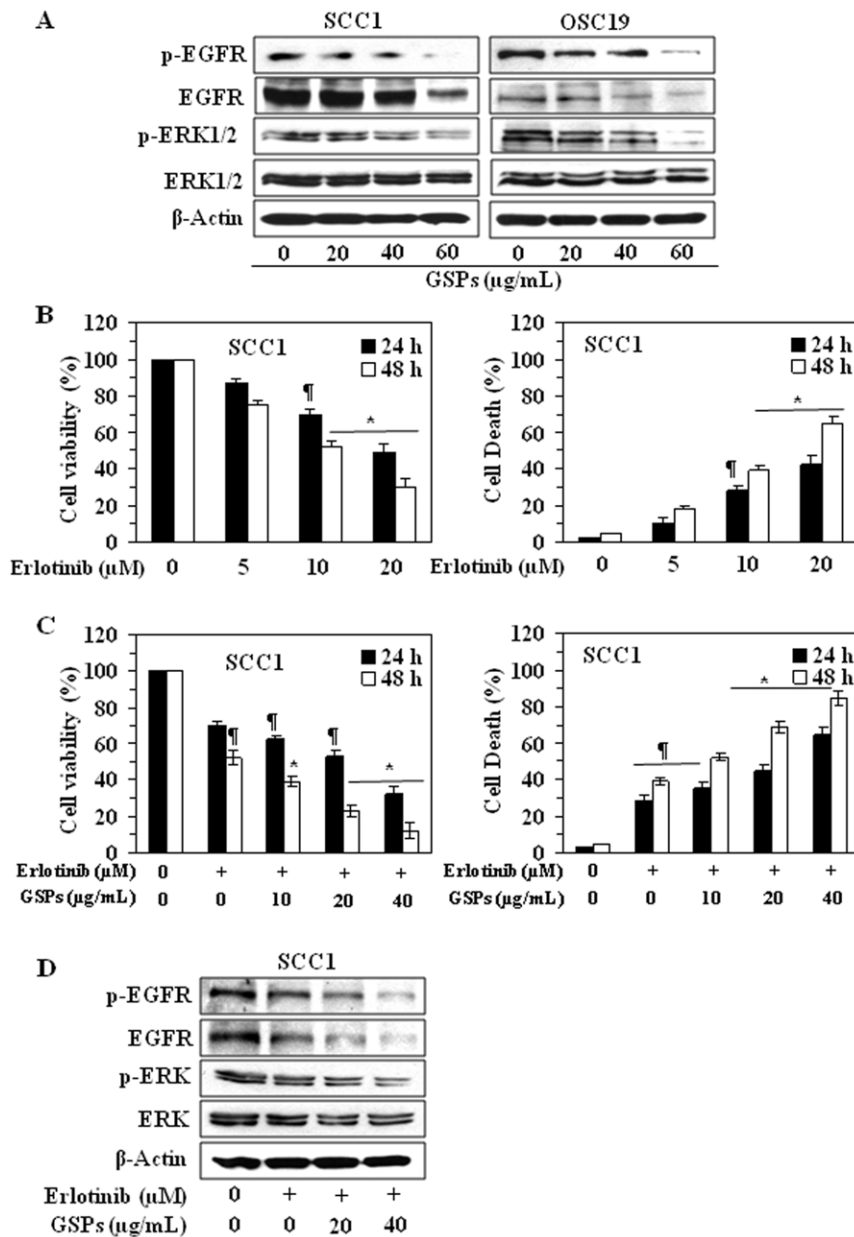 A
SCC1 OSC19
p-EGFR
EGFR
p-ERK1/2
ERK1/2
β-Actin
0 20 40 60 0 20 40 60
GSPs (µg/mL)
B
120
100
80
60
40
20
0
Cell viability (%)
SCC1
24 h
48 h
¶
*
Erlotinib (µM) 0 5 10 20
120
100
80
60
40
20
0
Cell Death (%)
SCC1
24 h
48 h
¶
*
Erlotinib (µM) 0 5 10 20
C
120
100
80
60
40
20
0
Cell viability (%)
SCC1
24 h
48 h
¶ ¶ ¶
* *
Erlotinib (µM) 0 + + + +
GSPs (µg/mL) 0 0 10 20 40
120
100
80
60
40
20
0
Cell Death (%)
SCC1
24 h
48 h
¶
*
Erlotinib (µM) 0 + + + +
GSPs (µg/mL) 0 0 10 20 40
D
SCC1
p-EGFR
EGFR
p-ERK
ERK
β-Actin
Erlotinib (µM) 0 + + +
GSPs (µg/mL) 0 0 20 40